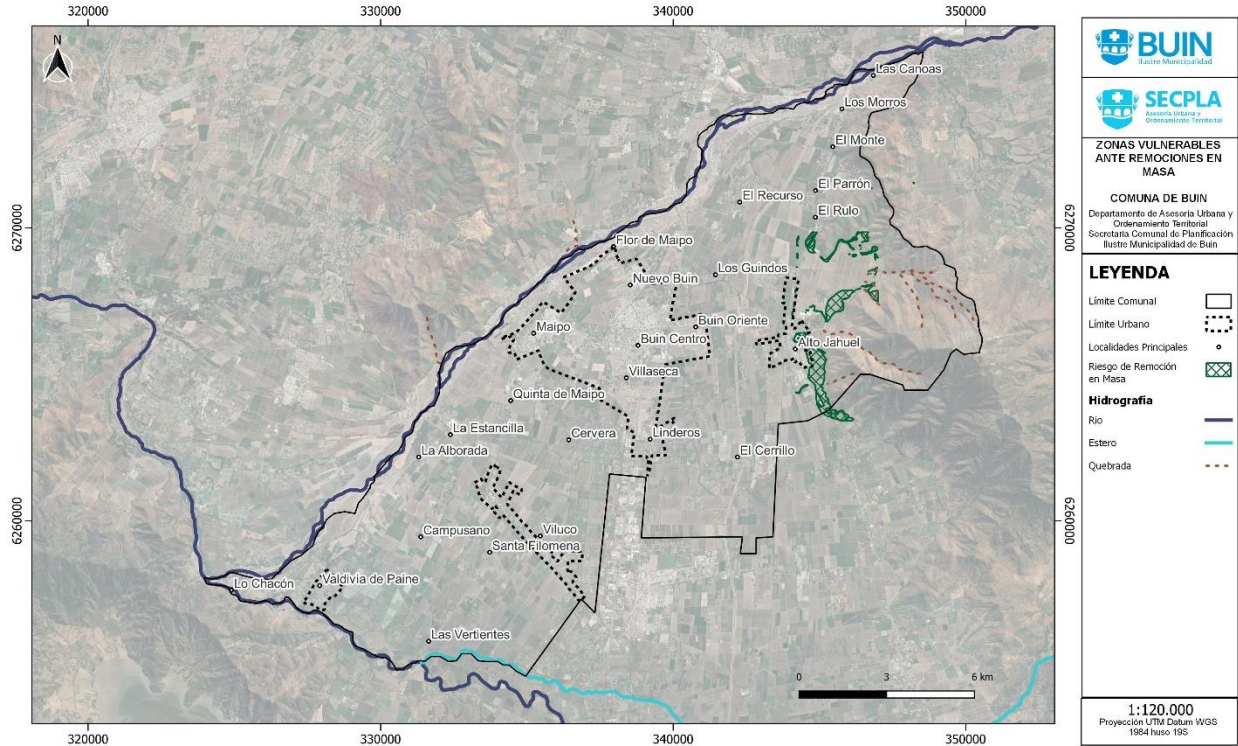 320000
330000
340000
350000
N
Las Canoas
Los Morros
El Monte
El Parrón
El Recurso
El Rulo
6270000
6270000
Flor de Maipo
Los Guindos
Nuevo Buin
Buin Oriente
Maipo
Buin Centro
Alto Jahuel
Villaseca
Quinta de Maipo
La Estancilla
Cervera
Linderos
La Alborada
El Cerrillo
6260000
6260000
Campusano
Viluco
Santa Filomena
Valdivia de Paine
Lo Chacón
Las Vertientes
0
3
6 km
320000
330000
340000
350000
BUIN
Ilustre Municipalidad
SECPLA
Asesoría Urbana y
Ordenamiento Territorial
ZONAS VULNERABLES
ANTE REMOCIONES EN
MASA
COMUNA DE BUIN
Departamento de Asesoría Urbana y
Ordenamiento Territorial
Secretaría Comunal de Planificación
Ilustre Municipalidad de Buin
LEYENDA
Límite Comunal
Límite Urbano
Localidades Principales
Riesgo de Remoción
en Masa
Hidrografía
Río
Estero
Quebrada
1:120.000
Proyección UTM Datum WGS
1984 huso 19S